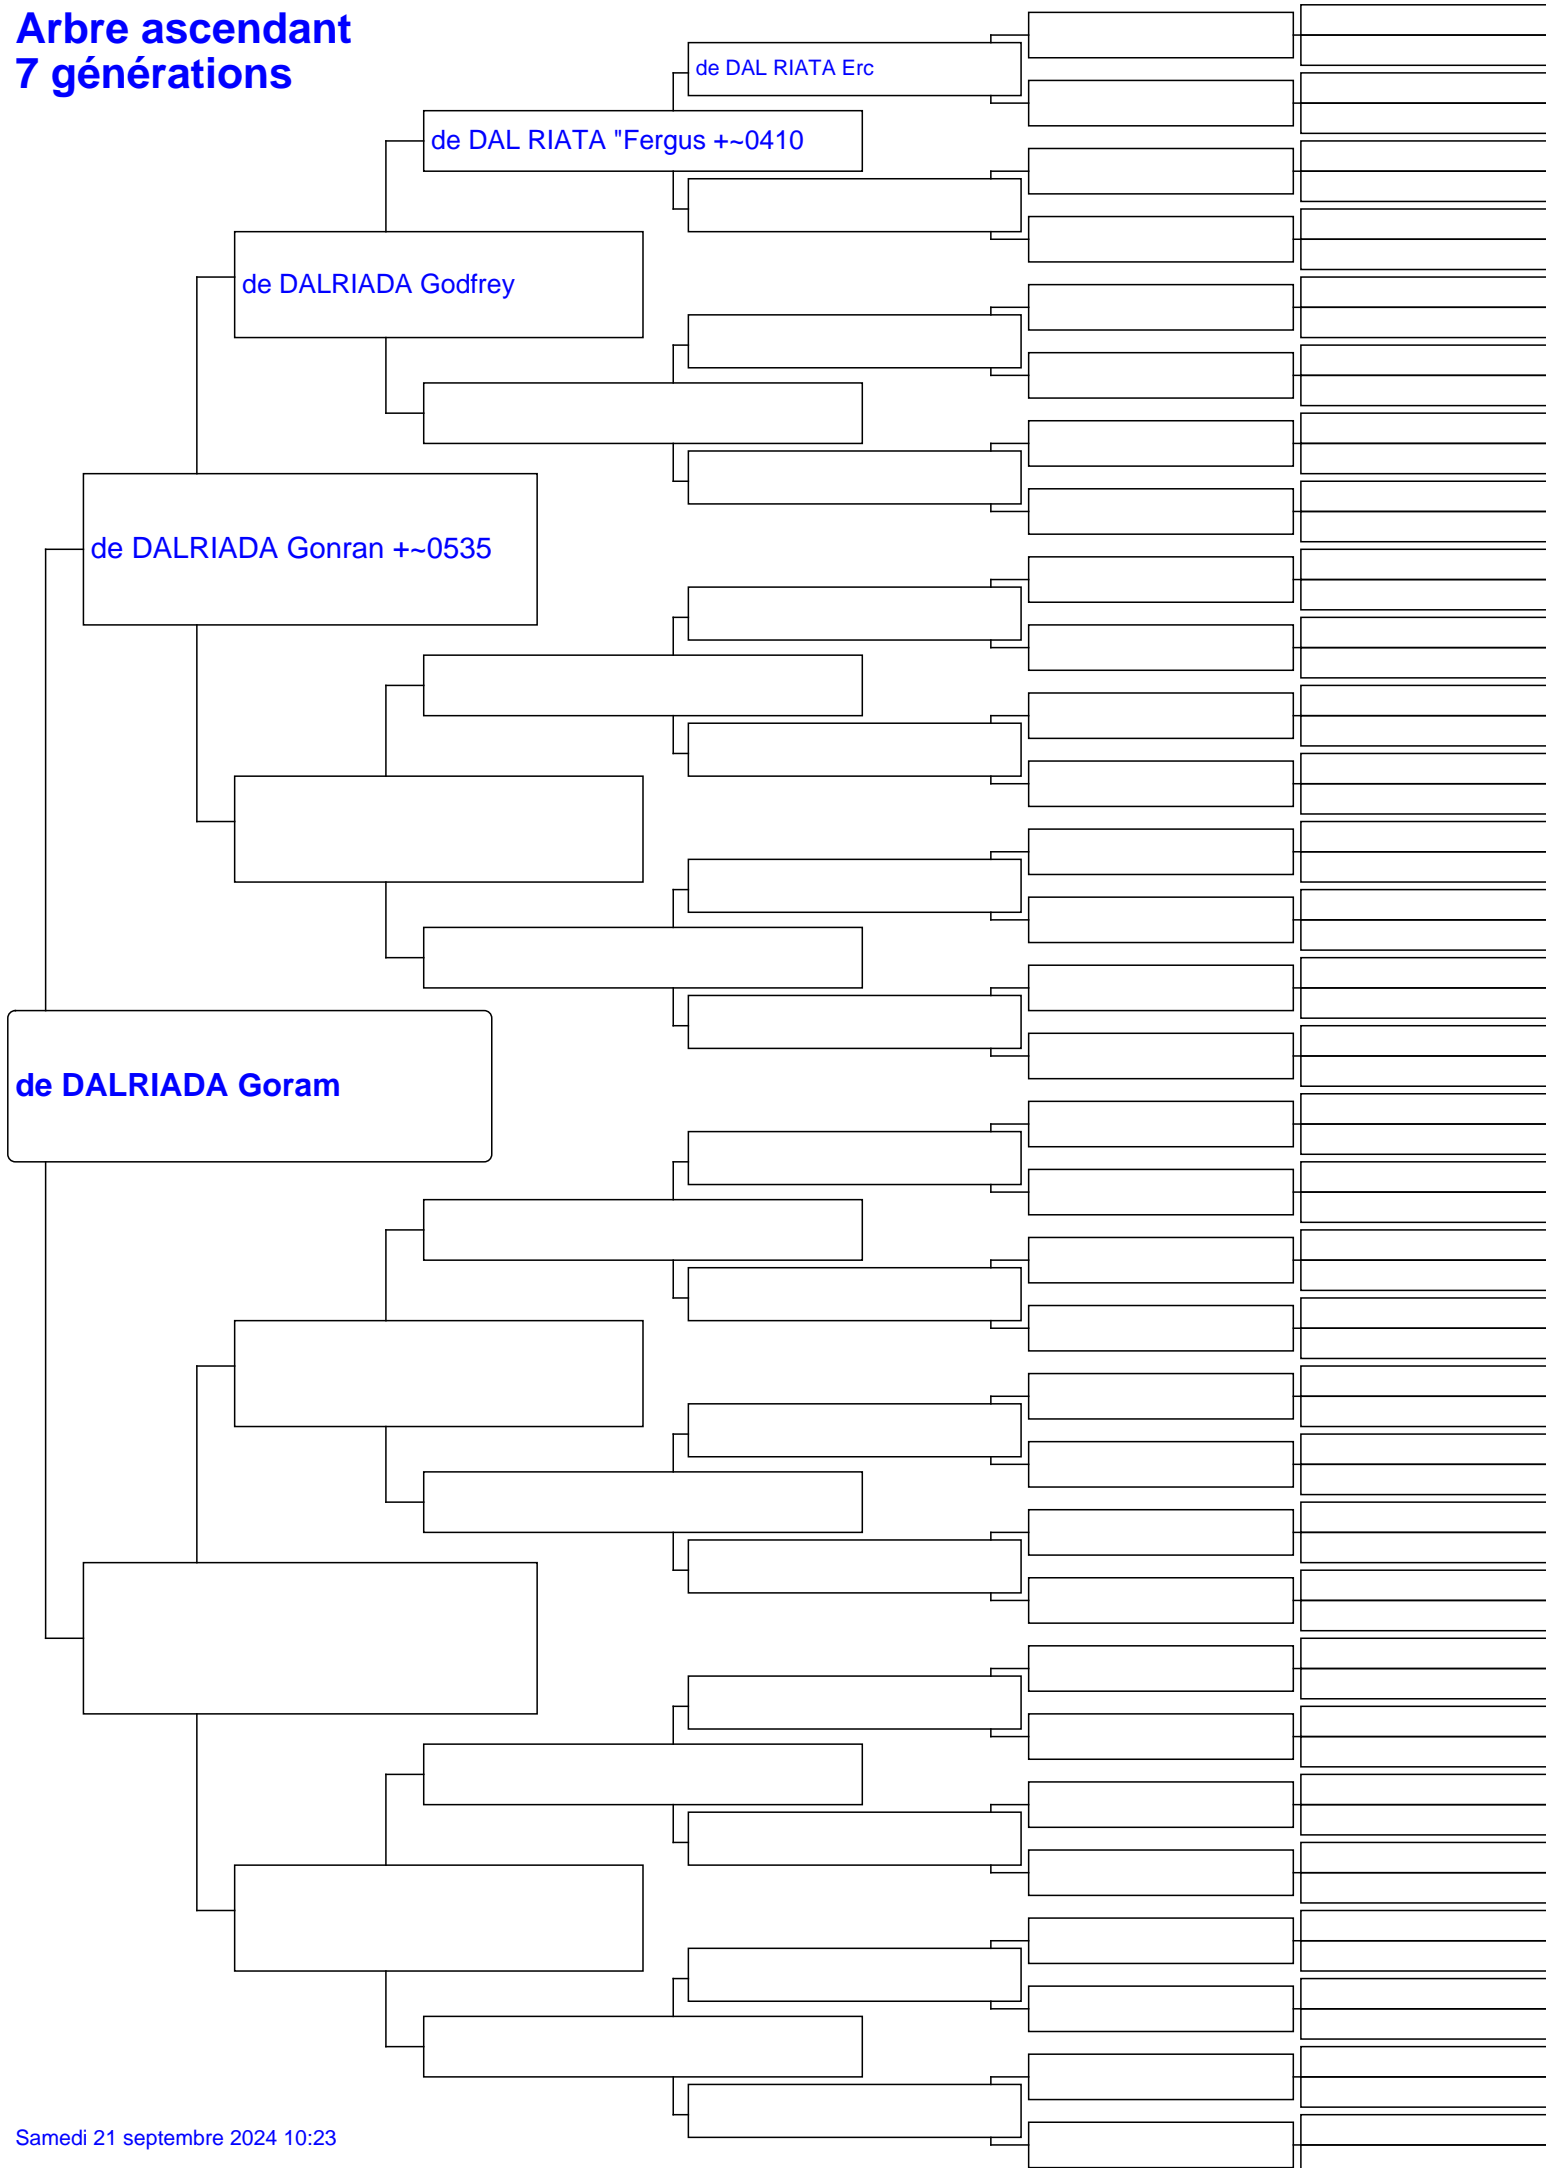 Arbre ascendant
7 générations
de DAL RIATA Erc
de DAL RIATA "Fergus +~0410
de DALRIADA Godfrey
de DALRIADA Gonran +~0535
de DALRIADA Goram
Samedi 21 septembre 2024 10:23